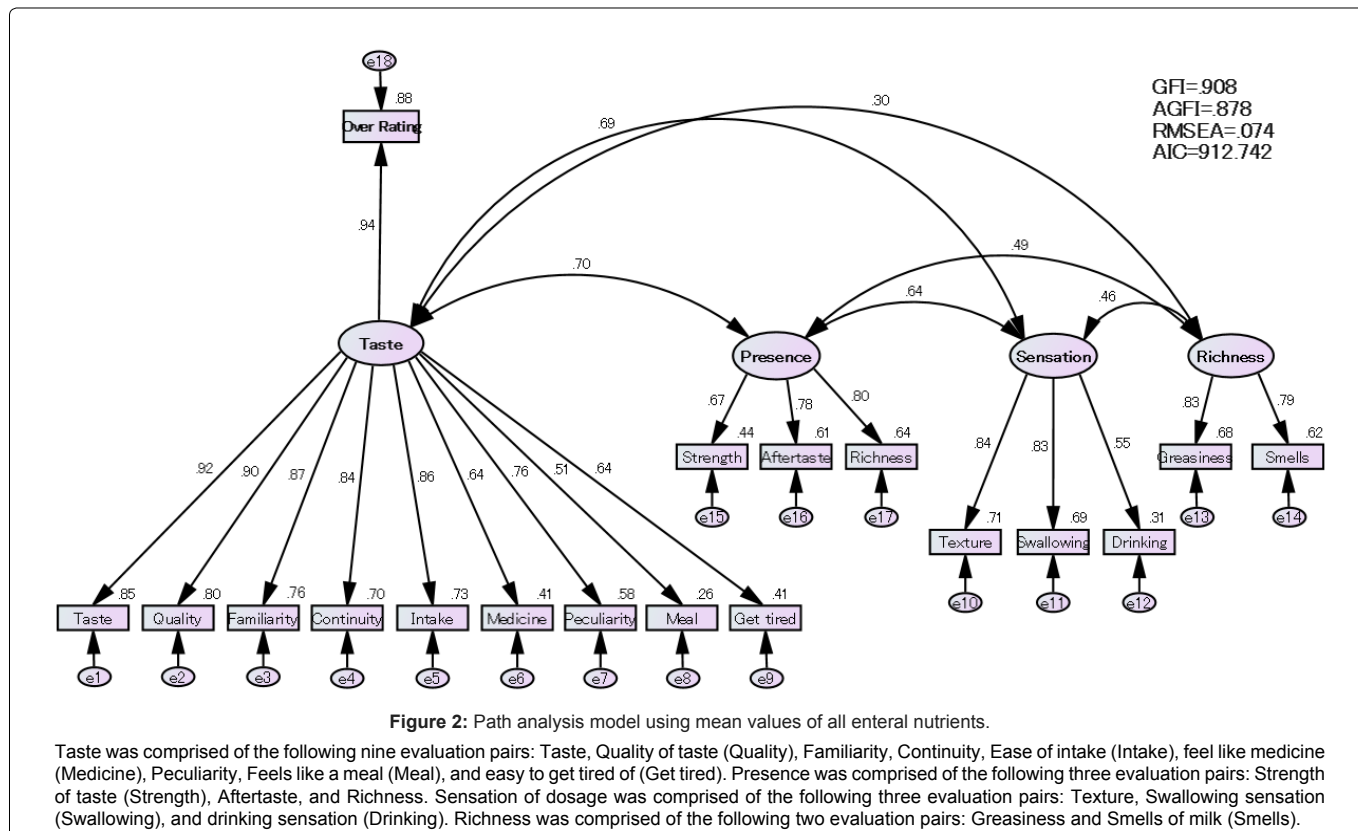 e18
.88
Over Rating
GFI=.908
AGFI=.878
RMSEA=.074
AIC=912.742
.30
.69
.94
.70
.49
.64
.46
Taste
Presence
Sensation
Richness
.67
.78
.80
.83
.79
.44
.61
.64
.68
.62
Strength
Aftertaste
Richness
Greasiness
Smells
.84
.83
.55
e15
e16
e17
e13
e14
.92
.90
.87
.84
.86
.64
.76
.51
.64
.71
.69
.31
Texture
Swallowing
Drinking
e10
e11
e12
.85
.80
.76
.70
.73
.41
.58
.26
.41
Taste
Quality
Familiarity
Continuity
Intake
Medicine
Peculiarity
Meal
Get tired
e1
e2
e3
e4
e5
e6
e7
e8
e9
Figure 2: Path analysis model using mean values of all enteral nutrients.
Taste was comprised of the following nine evaluation pairs: Taste, Quality of taste (Quality), Familiarity, Continuity, Ease of intake (Intake), feel like medicine
(Medicine), Peculiarity, Feels like a meal (Meal), and easy to get tired of (Get tired). Presence was comprised of the following three evaluation pairs: Strength
of taste (Strength), Aftertaste, and Richness. Sensation of dosage was comprised of the following three evaluation pairs: Texture, Swallowing sensation
(Swallowing), and drinking sensation (Drinking). Richness was comprised of the following two evaluation pairs: Greasiness and Smells of milk (Smells).